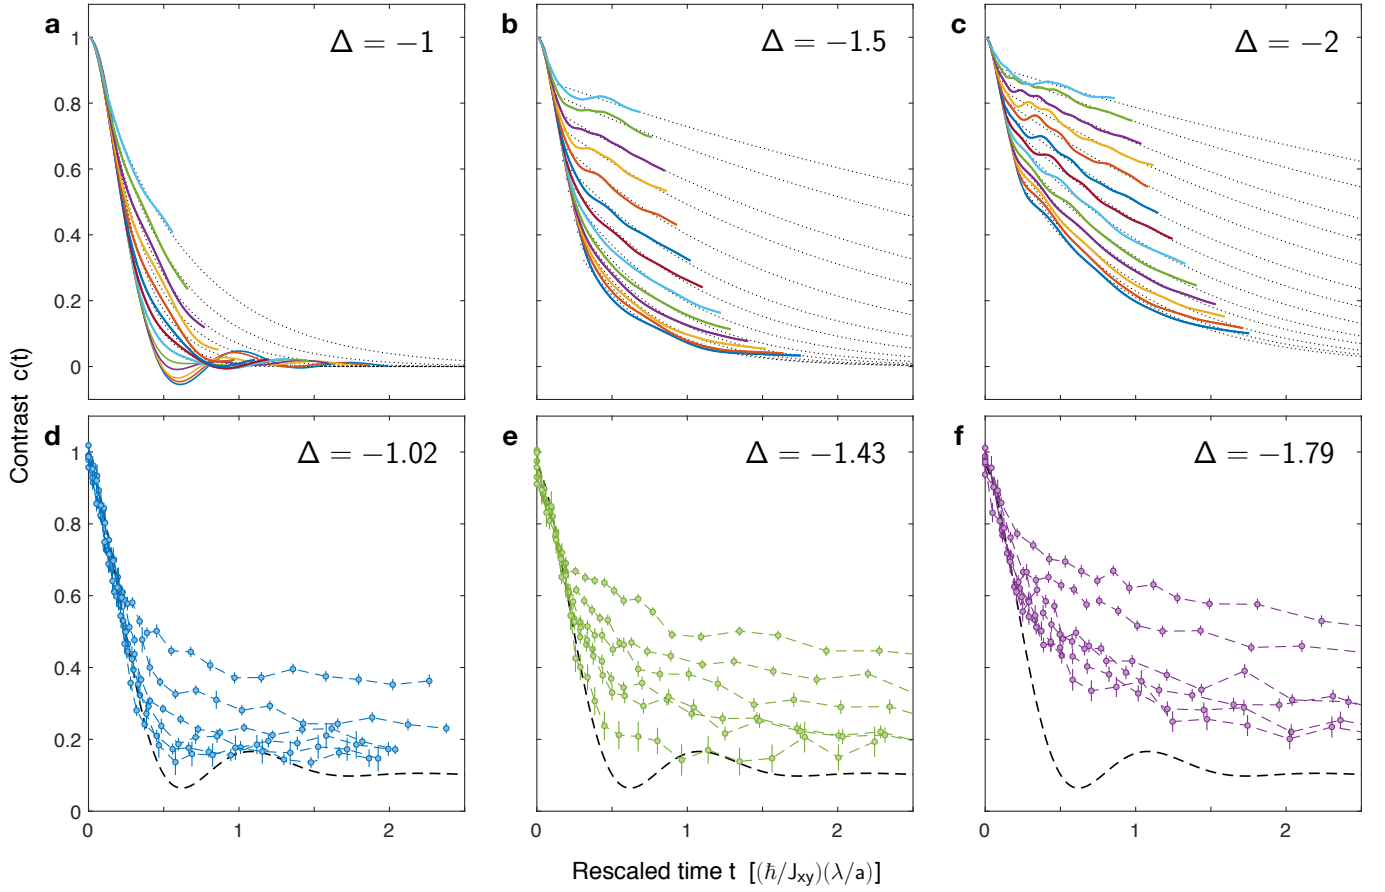 a
Δ = −1
b
Δ = −1.5
c
Δ = −2
1
0.8
0.6
0.4
0.2
0
d
Δ = −1.02
e
Δ = −1.43
f
Δ = −1.79
1
0.8
0.6
0.4
0.2
0
0 1 2
0 1 2
0 1 2
Contrast c(t)
Rescaled time t [(ħ/J_xy)(λ/a)]